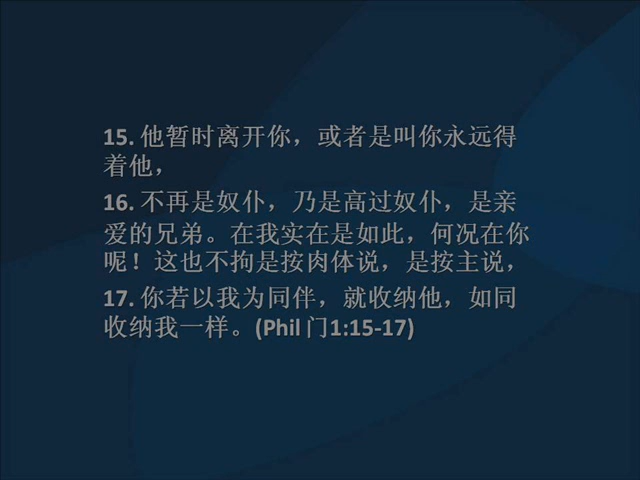 15. 他暂时离开你，或者是叫你永远得
着他，
16. 不再是奴仆，乃是高过奴仆，是亲
爱的兄弟。在我实在是如此，何况在你
呢！这也不拘是按肉体说，是按主说，
17. 你若以我为同伴，就收纳他，如同
收纳我一样。(Phil 门1:15-17)